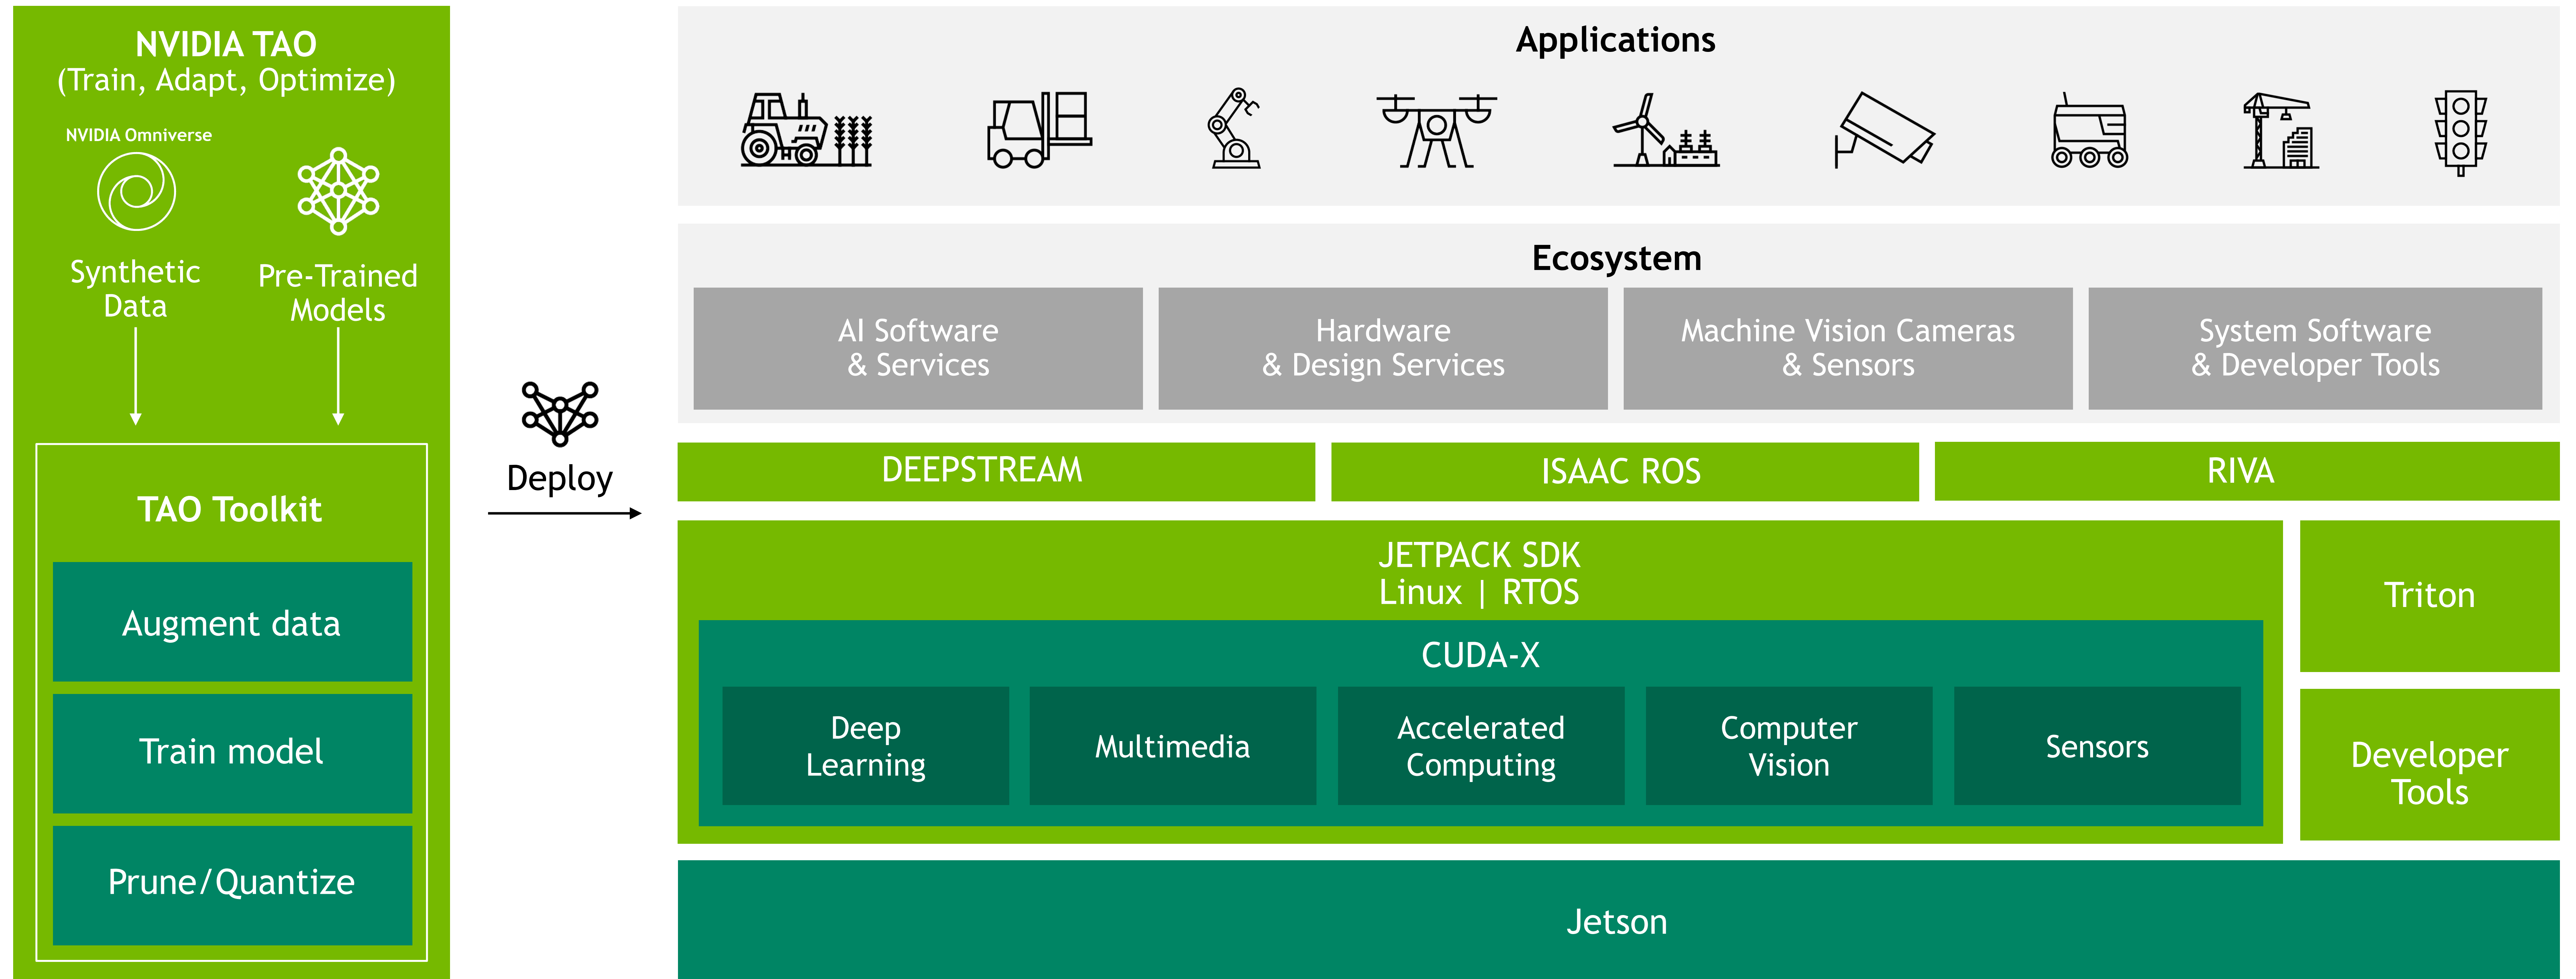 NVIDIA TAO
(Train, Adapt, Optimize)
NVIDIA Omniverse
Synthetic
Data
Pre-Trained
Models
TAO Toolkit
Augment data
Train model
Prune/Quantize
Deploy
Applications
Ecosystem
AI Software
& Services
Hardware
& Design Services
Machine Vision Cameras
& Sensors
System Software
& Developer Tools
DEEPSTREAM
ISAAC ROS
RIVA
JETPACK SDK
Linux | RTOS
CUDA-X
Deep
Learning
Multimedia
Accelerated
Computing
Computer
Vision
Sensors
Triton
Developer
Tools
Jetson